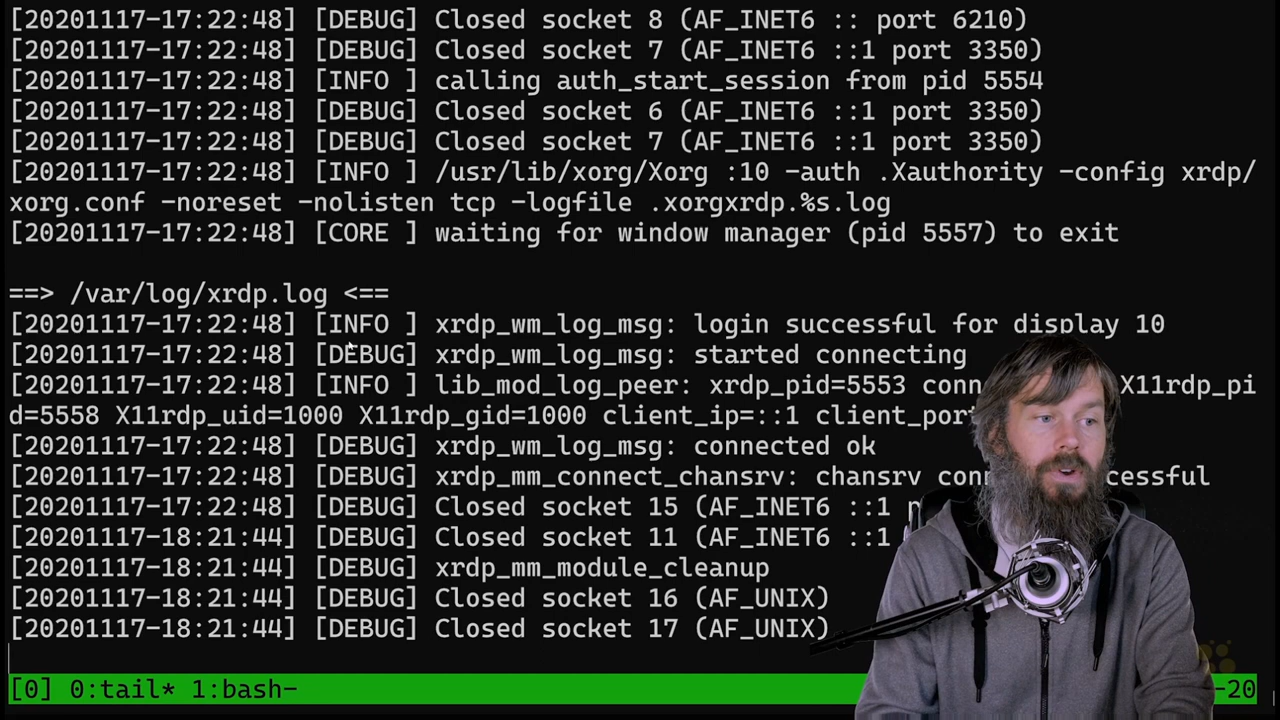 [20201117-17:22:48] [DEBUG] Closed socket 8 (AF_INET6 :: port 6210)
[20201117-17:22:48] [DEBUG] Closed socket 7 (AF_INET6 ::1 port 3350)
[20201117-17:22:48] [INFO ] calling auth_start_session from pid 5554
[20201117-17:22:48] [DEBUG] Closed socket 6 (AF_INET6 ::1 port 3350)
[20201117-17:22:48] [DEBUG] Closed socket 7 (AF_INET6 ::1 port 3350)
[20201117-17:22:48] [INFO ] /usr/lib/xorg/Xorg :10 -auth .Xauthority -config xrdp/
xorg.conf -noreset -nolisten tcp -logfile .xorgxrdp.%s.log
[20201117-17:22:48] [CORE ] waiting for window manager (pid 5557) to exit
==> /var/log/xrdp.log <==
[20201117-17:22:48] [INFO ] xrdp_wm_log_msg: login successful for display 10
[20201117-17:22:48] [DEBUG] xrdp_wm_log_msg: started connecting
[20201117-17:22:48] [INFO ] lib_mod_log_peer: xrdp_pid=5553 X11rdp_pi
d=5558 X11rdp_uid=1000 X11rdp_gid=1000 client_ip=::1
[20201117-17:22:48] [DEBUG] xrdp_wm_log_msg: connected ok
[20201117-17:22:48] [DEBUG] xrdp_mm_connect_chansrv: chansrv
[20201117-17:22:48] [DEBUG] Closed socket 15 (AF_INET6 ::1
[20201117-18:21:44] [DEBUG] Closed socket 11 (AF_INET6 ::1
[20201117-18:21:44] [DEBUG] xrdp_mm_module_cleanup
[20201117-18:21:44] [DEBUG] Closed socket 16 (AF_UNIX)
[20201117-18:21:44] [DEBUG] Closed socket 17 (AF_UNIX)
[0] 0:tail* 1:bash- -20